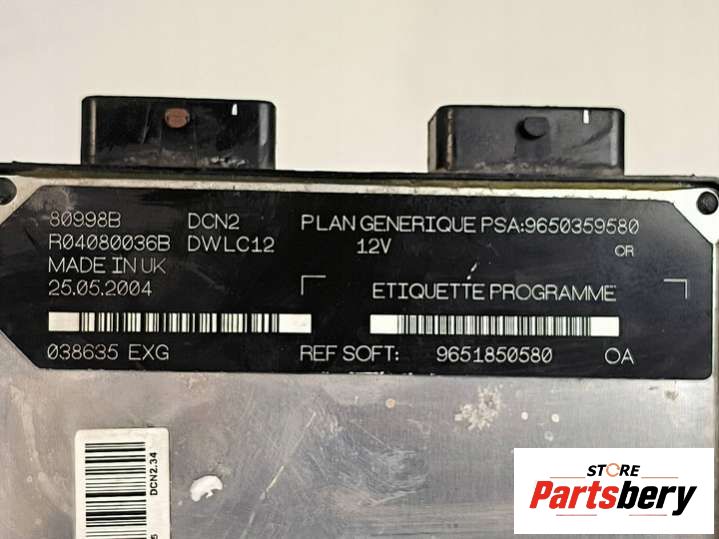 80998B DCN2 PLAN GENERIQUE PSA:9650359580
R04080036B DWLC12 12V OR
MADE IN UK
25.05.2004 ETIQUETTE PROGRAMME
038635 EXG REF SOFT: 9651850580 OA
DCN2.34
STORE
Partsbery